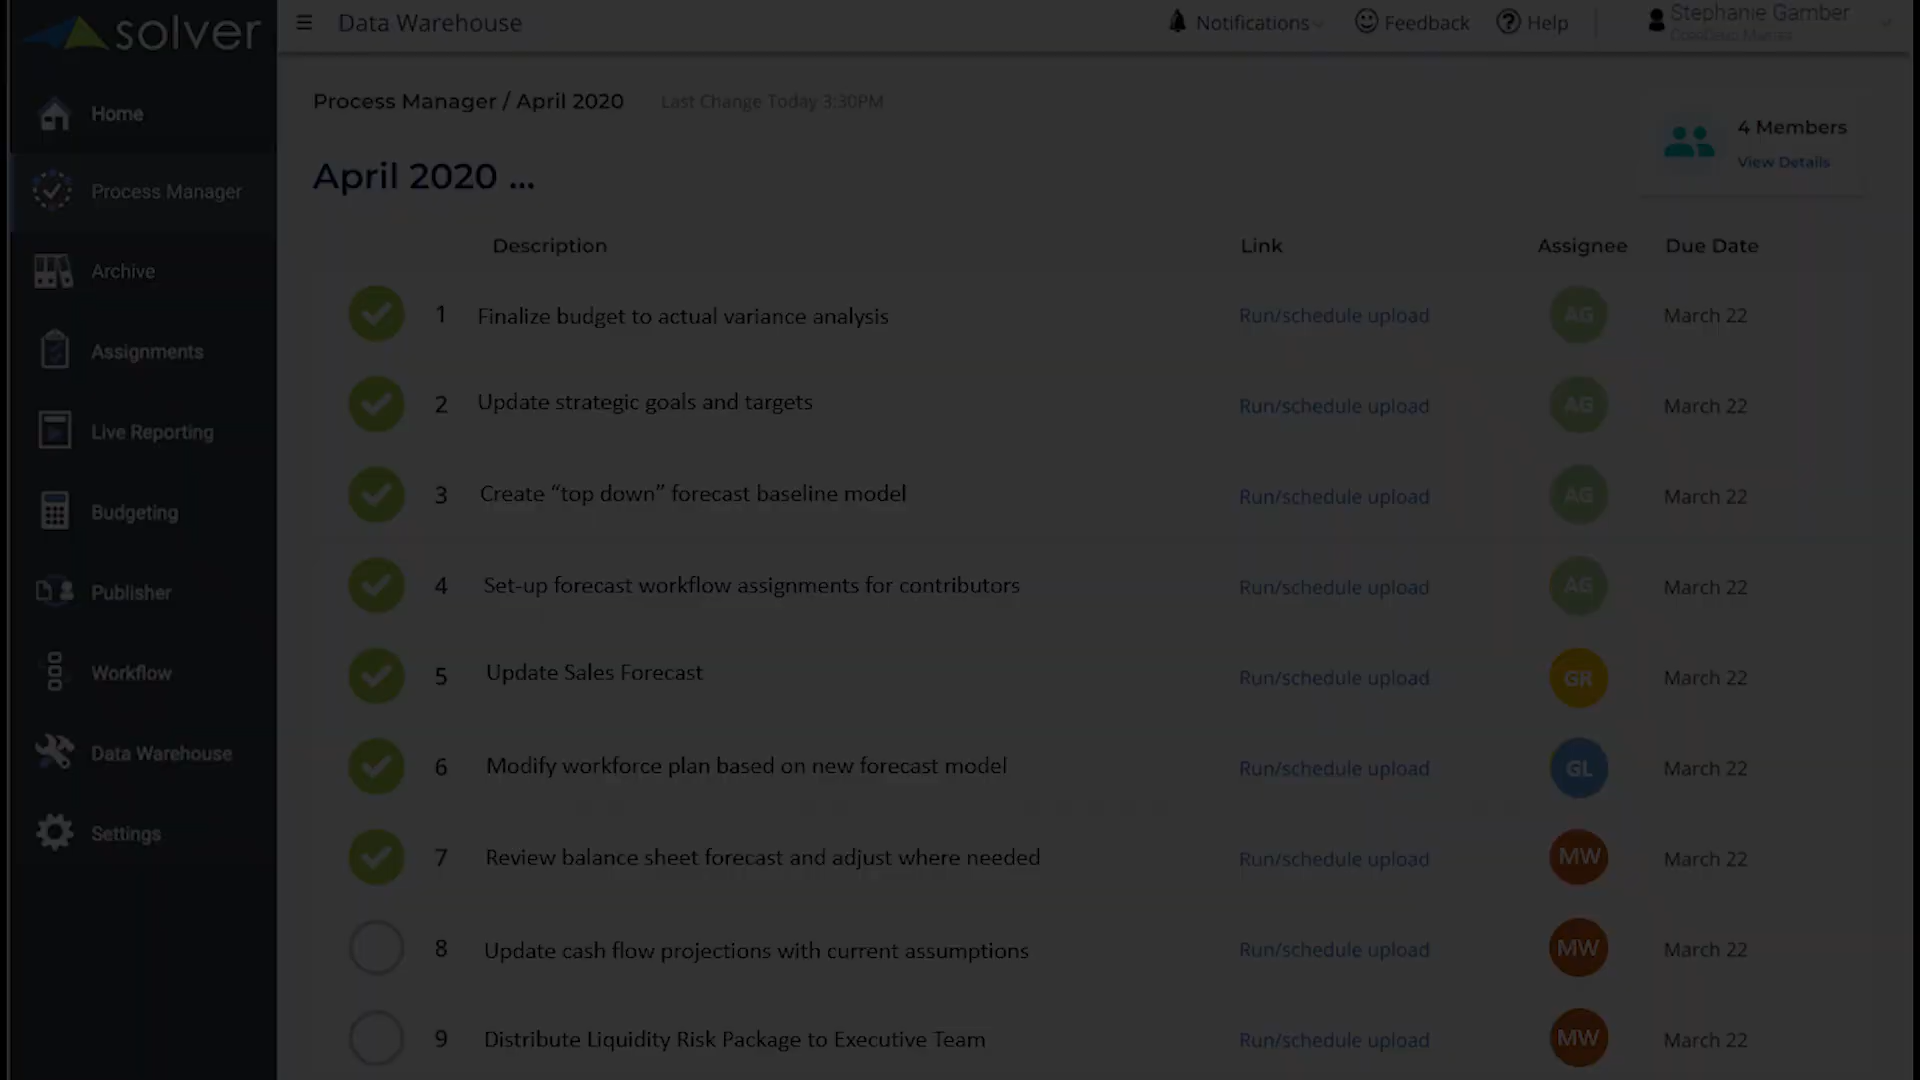 solver
Data Warehouse
Notifications
Feedback
Help
Stephanie Gamber
Home
Process Manager
Archive
Assignments
Live Reporting
Budgeting
Publisher
Workflow
Data Warehouse
Settings
Process Manager / April 2020 Last Change Today 3:30PM
4 Members
View Details
April 2020 ...
Description Link Assignee Due Date
1 Finalize budget to actual variance analysis Run/schedule upload AG March 22
2 Update strategic goals and targets Run/schedule upload AG March 22
3 Create “top down” forecast baseline model Run/schedule upload AG March 22
4 Set-up forecast workflow assignments for contributors Run/schedule upload AG March 22
5 Update Sales Forecast Run/schedule upload GR March 22
6 Modify workforce plan based on new forecast model Run/schedule upload GL March 22
7 Review balance sheet forecast and adjust where needed Run/schedule upload MW March 22
8 Update cash flow projections with current assumptions Run/schedule upload MW March 22
9 Distribute Liquidity Risk Package to Executive Team Run/schedule upload MW March 22